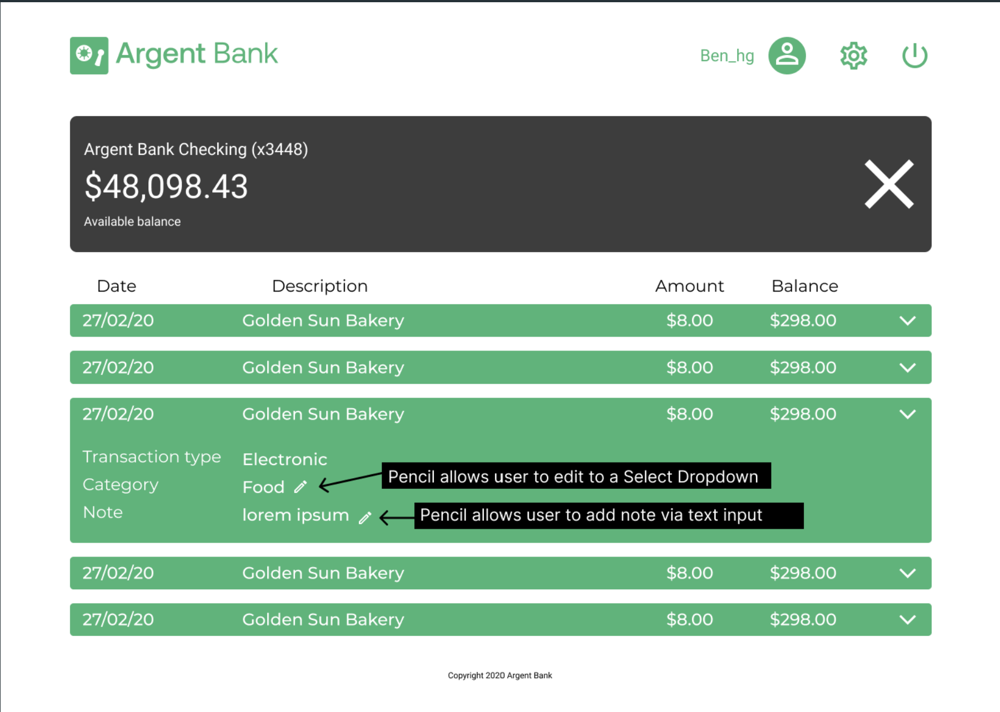 Argent Bank
Ben_hg
Argent Bank Checking (x3448)
$48,098.43
Available balance
Date Description Amount Balance
27/02/20 Golden Sun Bakery $8.00 $298.00
27/02/20 Golden Sun Bakery $8.00 $298.00
27/02/20 Golden Sun Bakery $8.00 $298.00
Transaction type Electronic
Category Food
Pencil allows user to edit to a Select Dropdown
Note lorem ipsum
Pencil allows user to add note via text input
27/02/20 Golden Sun Bakery $8.00 $298.00
27/02/20 Golden Sun Bakery $8.00 $298.00
Copyright 2020 Argent Bank